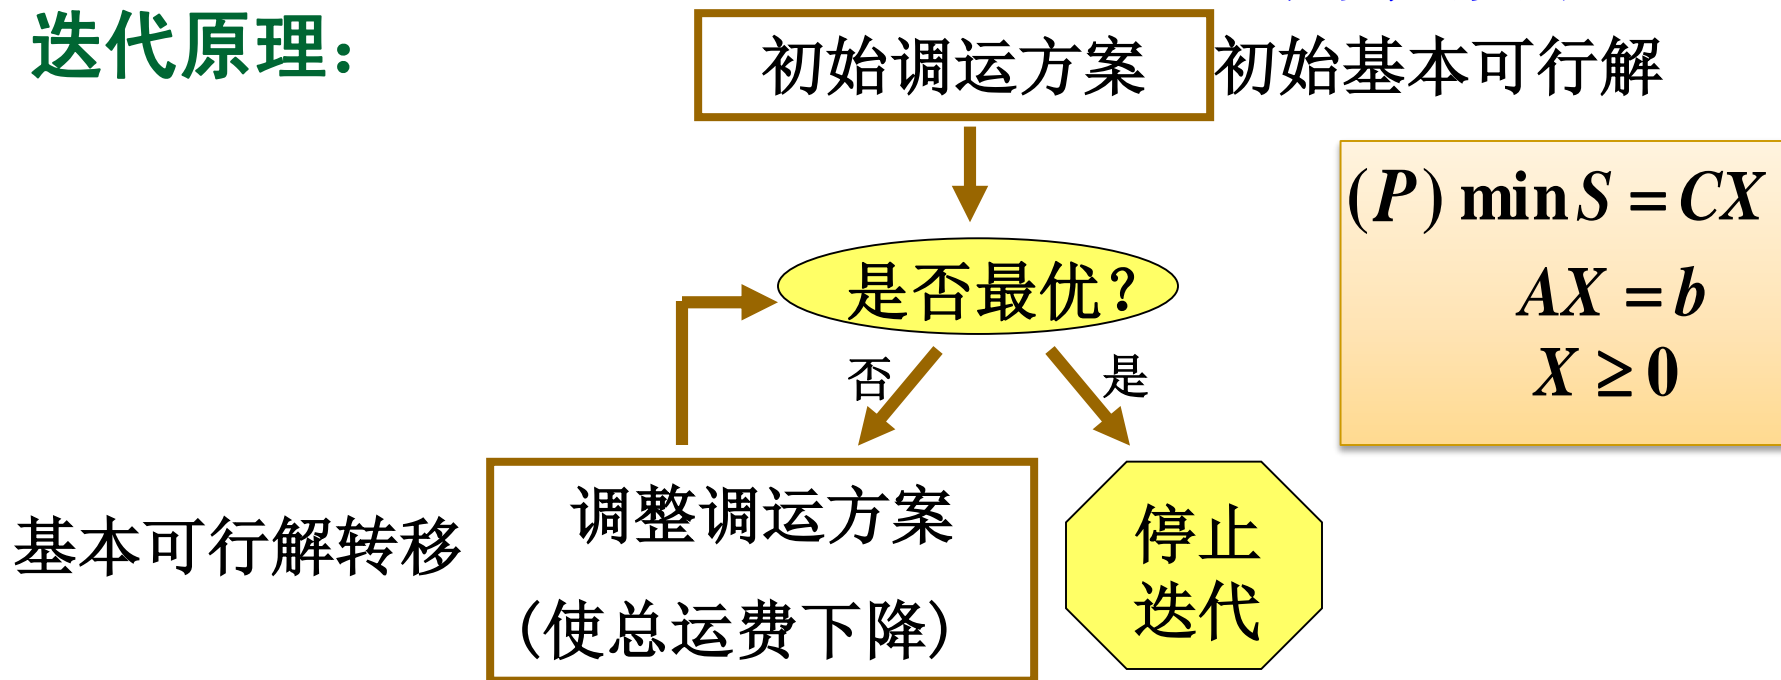 迭代原理:
初始调运方案
初始基本可行解
(P) min S = CX
AX = b
X ≥ 0
是否最优?
否
是
基本可行解转移
调整调运方案
(使总运费下降)
停止
迭代